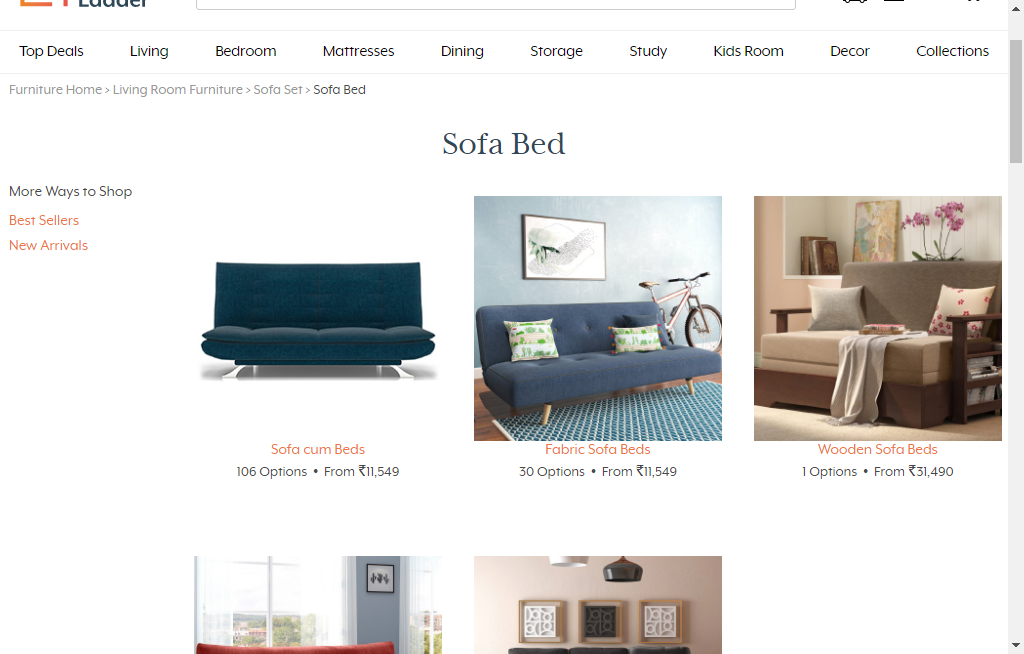 Ladder
Top Deals Living Bedroom Mattresses Dining Storage Study Kids Room Decor Collections
Furniture Home > Living Room Furniture > Sofa Set > Sofa Bed
Sofa Bed
More Ways to Shop
Best Sellers
New Arrivals
Sofa cum Beds
106 Options • From ₹11,549
Fabric Sofa Beds
30 Options • From ₹11,549
Wooden Sofa Beds
1 Options • From ₹31,490